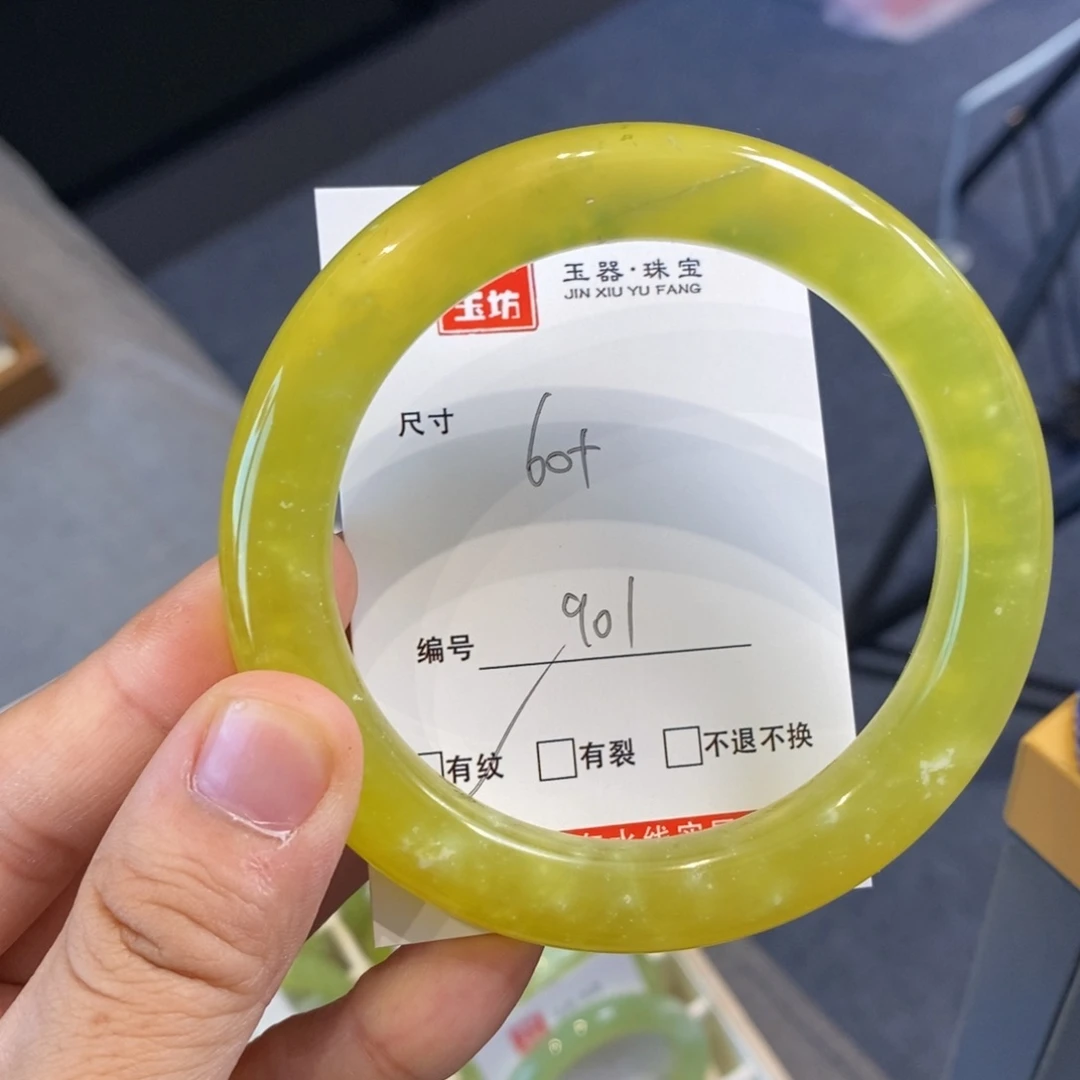 玉器·珠宝
JIN XIU YU FANG
玉坊
尺寸 60+
编号 901
有纹 有裂 不退不换